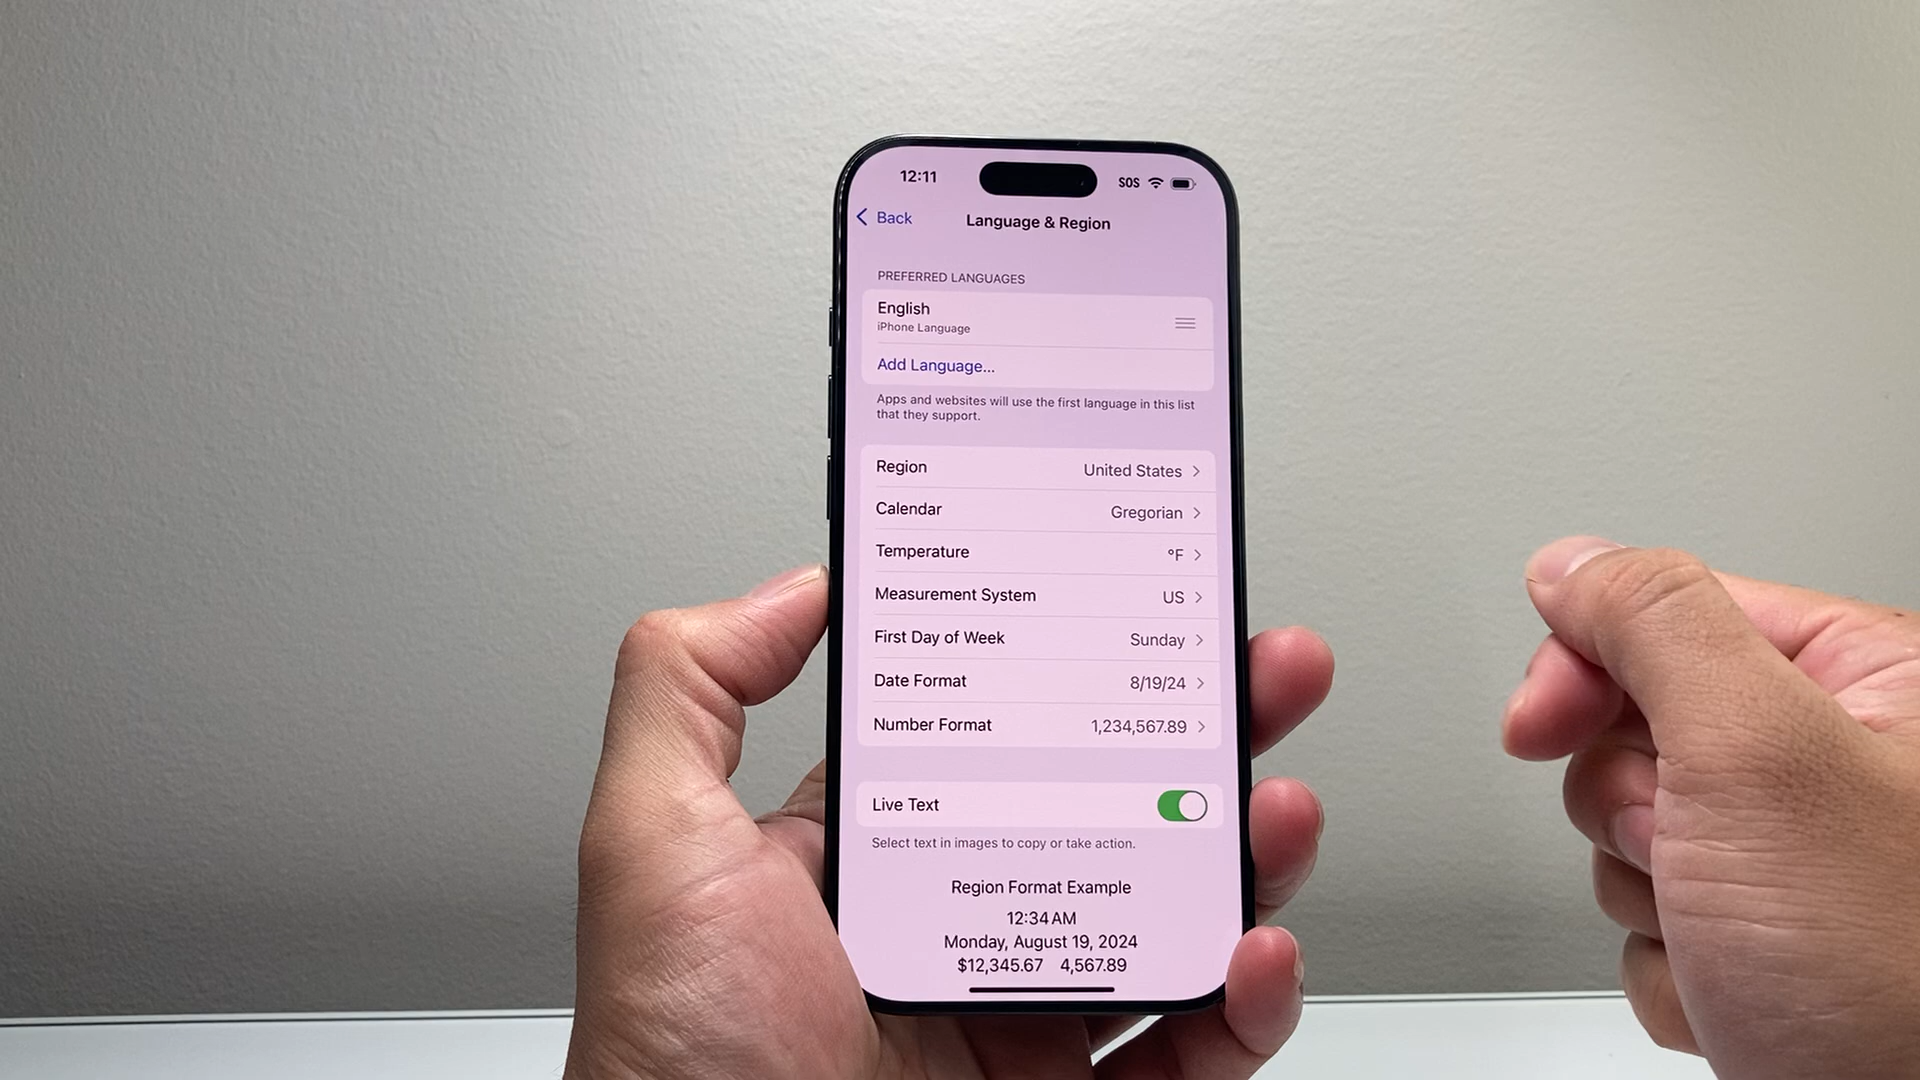 12:11 SOS
Back Language & Region
PREFERRED LANGUAGES
English
iPhone Language
Add Language...
Apps and websites will use the first language in this list
that they support.
Region United States
Calendar Gregorian
Temperature °F
Measurement System US
First Day of Week Sunday
Date Format 8/19/24
Number Format 1,234,567.89
Live Text
Select text in images to copy or take action.
Region Format Example
12:34 AM
Monday, August 19, 2024
$12,345.67 4,567.89